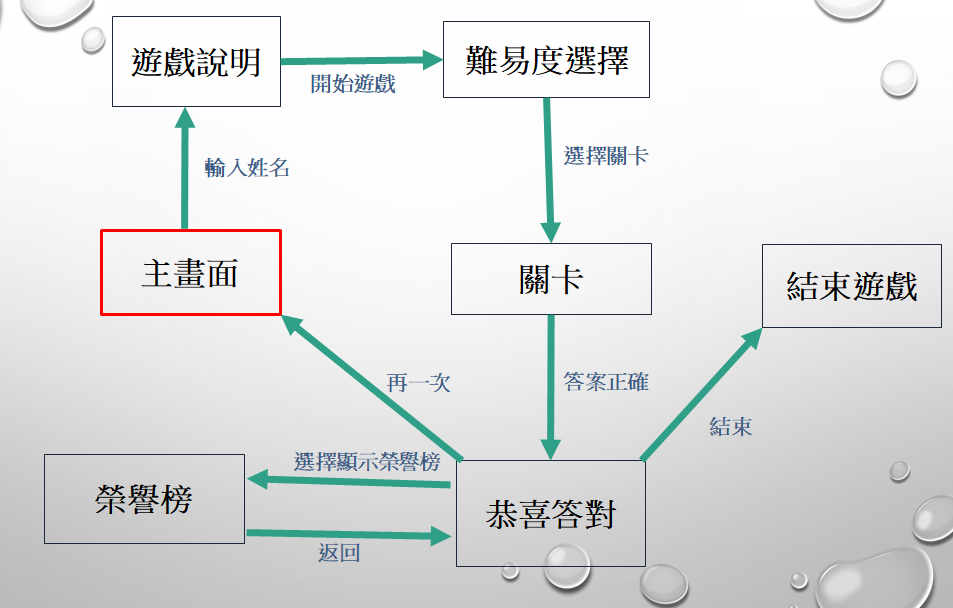 遊戲說明
開始遊戲
難易度選擇
輸入姓名
選擇關卡
主畫面
關卡
結束遊戲
再一次
答案正確
結束
選擇顯示榮譽榜
榮譽榜
恭喜答對
返回